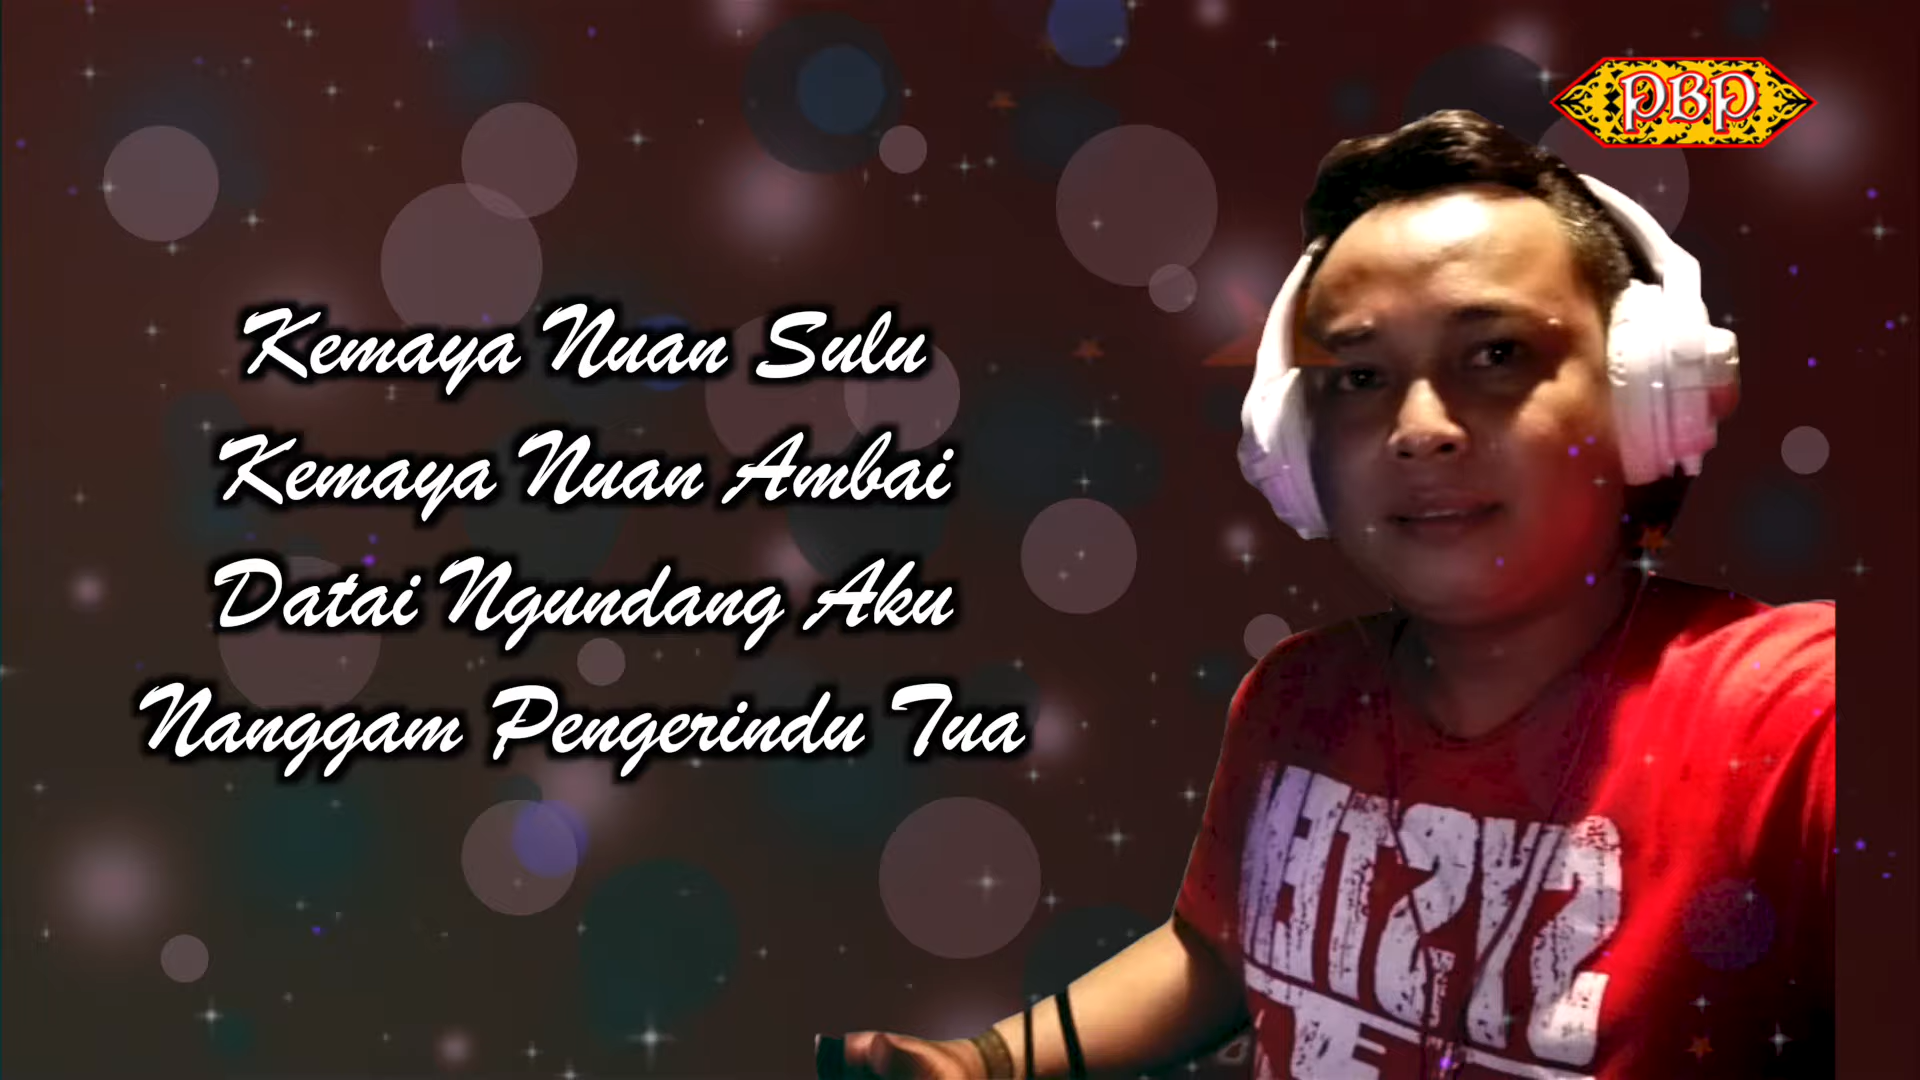 PBP
Kemaya Nuan Sulu
Kemaya Nuan Ambai
Datai Ngundang Aku
Nanggam Pengerindu Tua